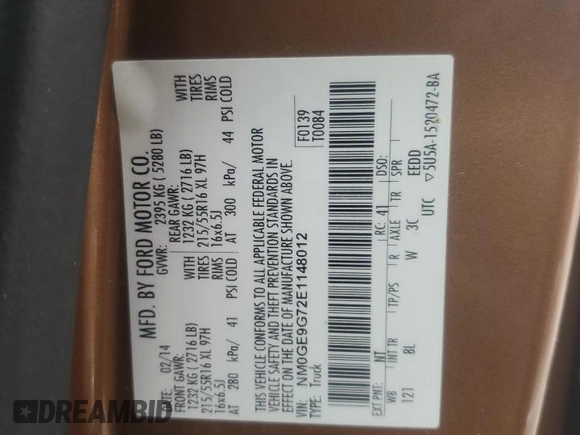 MFD. BY FORD MOTOR CO.
DATE: 02/14 GVWR: 2395 KG ( 5280 LB)
FRONT GAWR: REAR GAWR: WITH
1232 KG ( 2716 LB) 1232 KG ( 2716 LB) TIRES
215/55R16 XL 97H 215/55R16 XL 97H RIMS
16x6.5J 16x6.5J
AT 280 kPa/ 41 PSI COLD AT 300 kPa/ 44 PSI COLD
WITH
TIRES
RIMS
THIS VEHICLE CONFORMS TO ALL APPLICABLE FEDERAL MOTOR
VEHICLE SAFETY AND THEFT PREVENTION STANDARDS IN
EFFECT ON THE DATE OF MANUFACTURE SHOWN ABOVE.
VIN: NM0GE9G72E1148012
TYPE: Truck
F0139
T0084
EXT PNT: NT RC: 41 DSO:
WB INT TR TP/PS R AXLE TR SPR
121 8L W 3C EEDD
UTC ▽5U5A-1520472-BA
DREAMBID